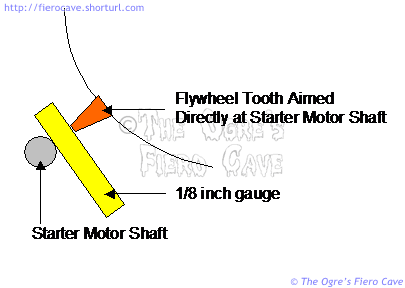 http://fierocave.shorturl.com/
Flywheel Tooth Aimed
Directly at Starter Motor Shaft
©The Ogre's
Fiero Cave
1/8 inch gauge
Starter Motor Shaft
© The Ogre's Fiero Cave